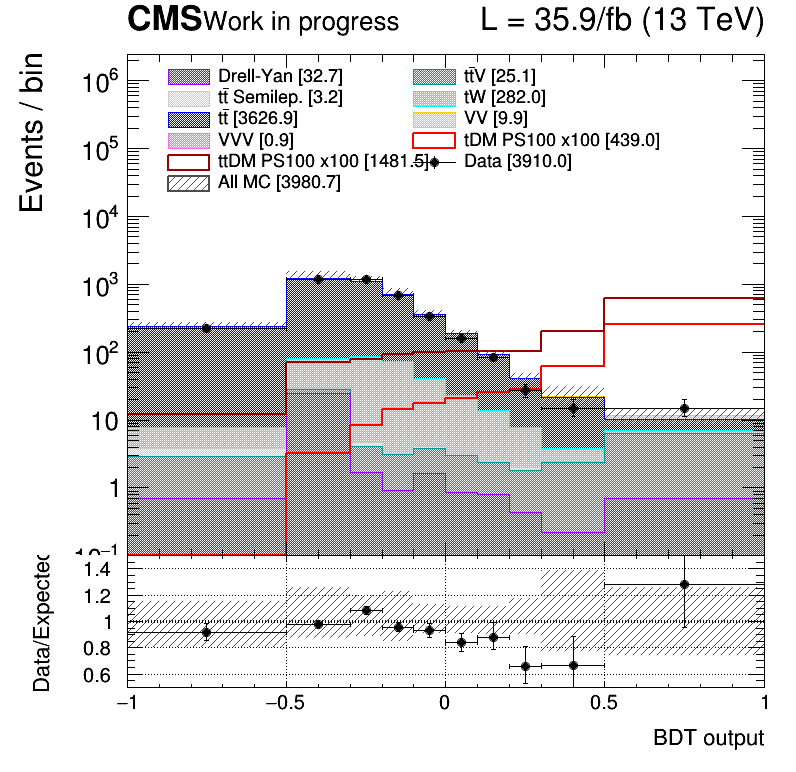 CMS Work in progress L = 35.9/fb (13 TeV)
Events / bin
10⁶
10⁵
10⁴
10³
10²
10
1
10⁻¹
Drell-Yan [32.7] tt̄V [25.1]
tt̄ Semilep. [3.2] tW [282.0]
tt̄ [3626.9] VV [9.9]
VVV [0.9] tDM PS100 x100 [439.0]
ttDM PS100 x100 [1481.5] Data [3910.0]
All MC [3980.7]
Data/Expected
1.4
1.2
1
0.8
0.6
−1 −0.5 0 0.5 1
BDT output